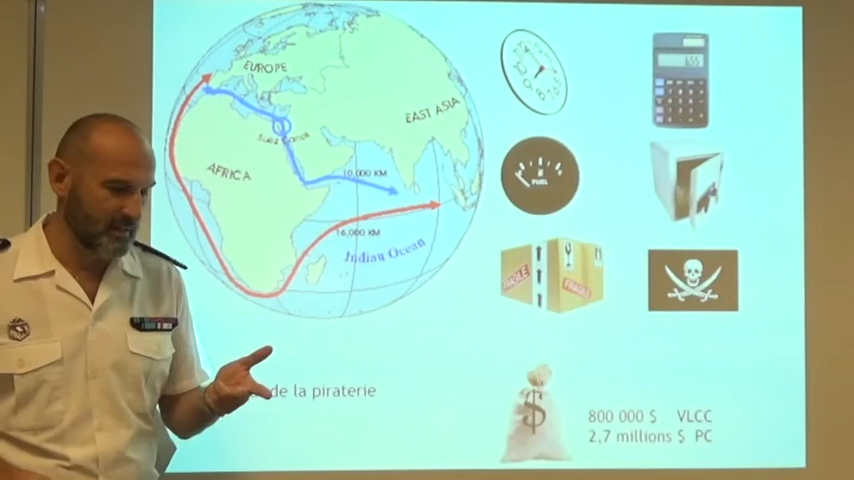 EUROPE
EAST ASIA
Suez Canal
AFRICA
10,000 KM
16,000 KM
Indian Ocean
FUEL
FRAGILE
FRAGILE
$
de la piraterie
800 000 $ VLCC
2,7 millions $ PC